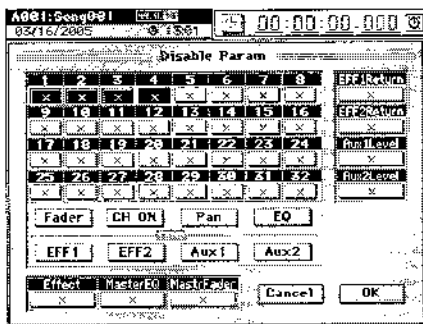 A001:Song001
03/16/2005
00:00:00.000
Disable Param
1 2 3 4 5 6 7 8 EFF1Return
× × × × × × × × ×
9 10 11 12 13 14 15 16 EFF2Return
× × × × × × × × ×
17 18 19 20 21 22 23 24 Aux1Level
× × × × × × × × ×
25 26 27 28 29 30 31 32 Aux2Level
× × × × × × × × ×
Fader CH ON Pan EQ
EFF1 EFF2 Aux1 Aux2
Effect MasterEQ MastrFader
× × × Cancel OK